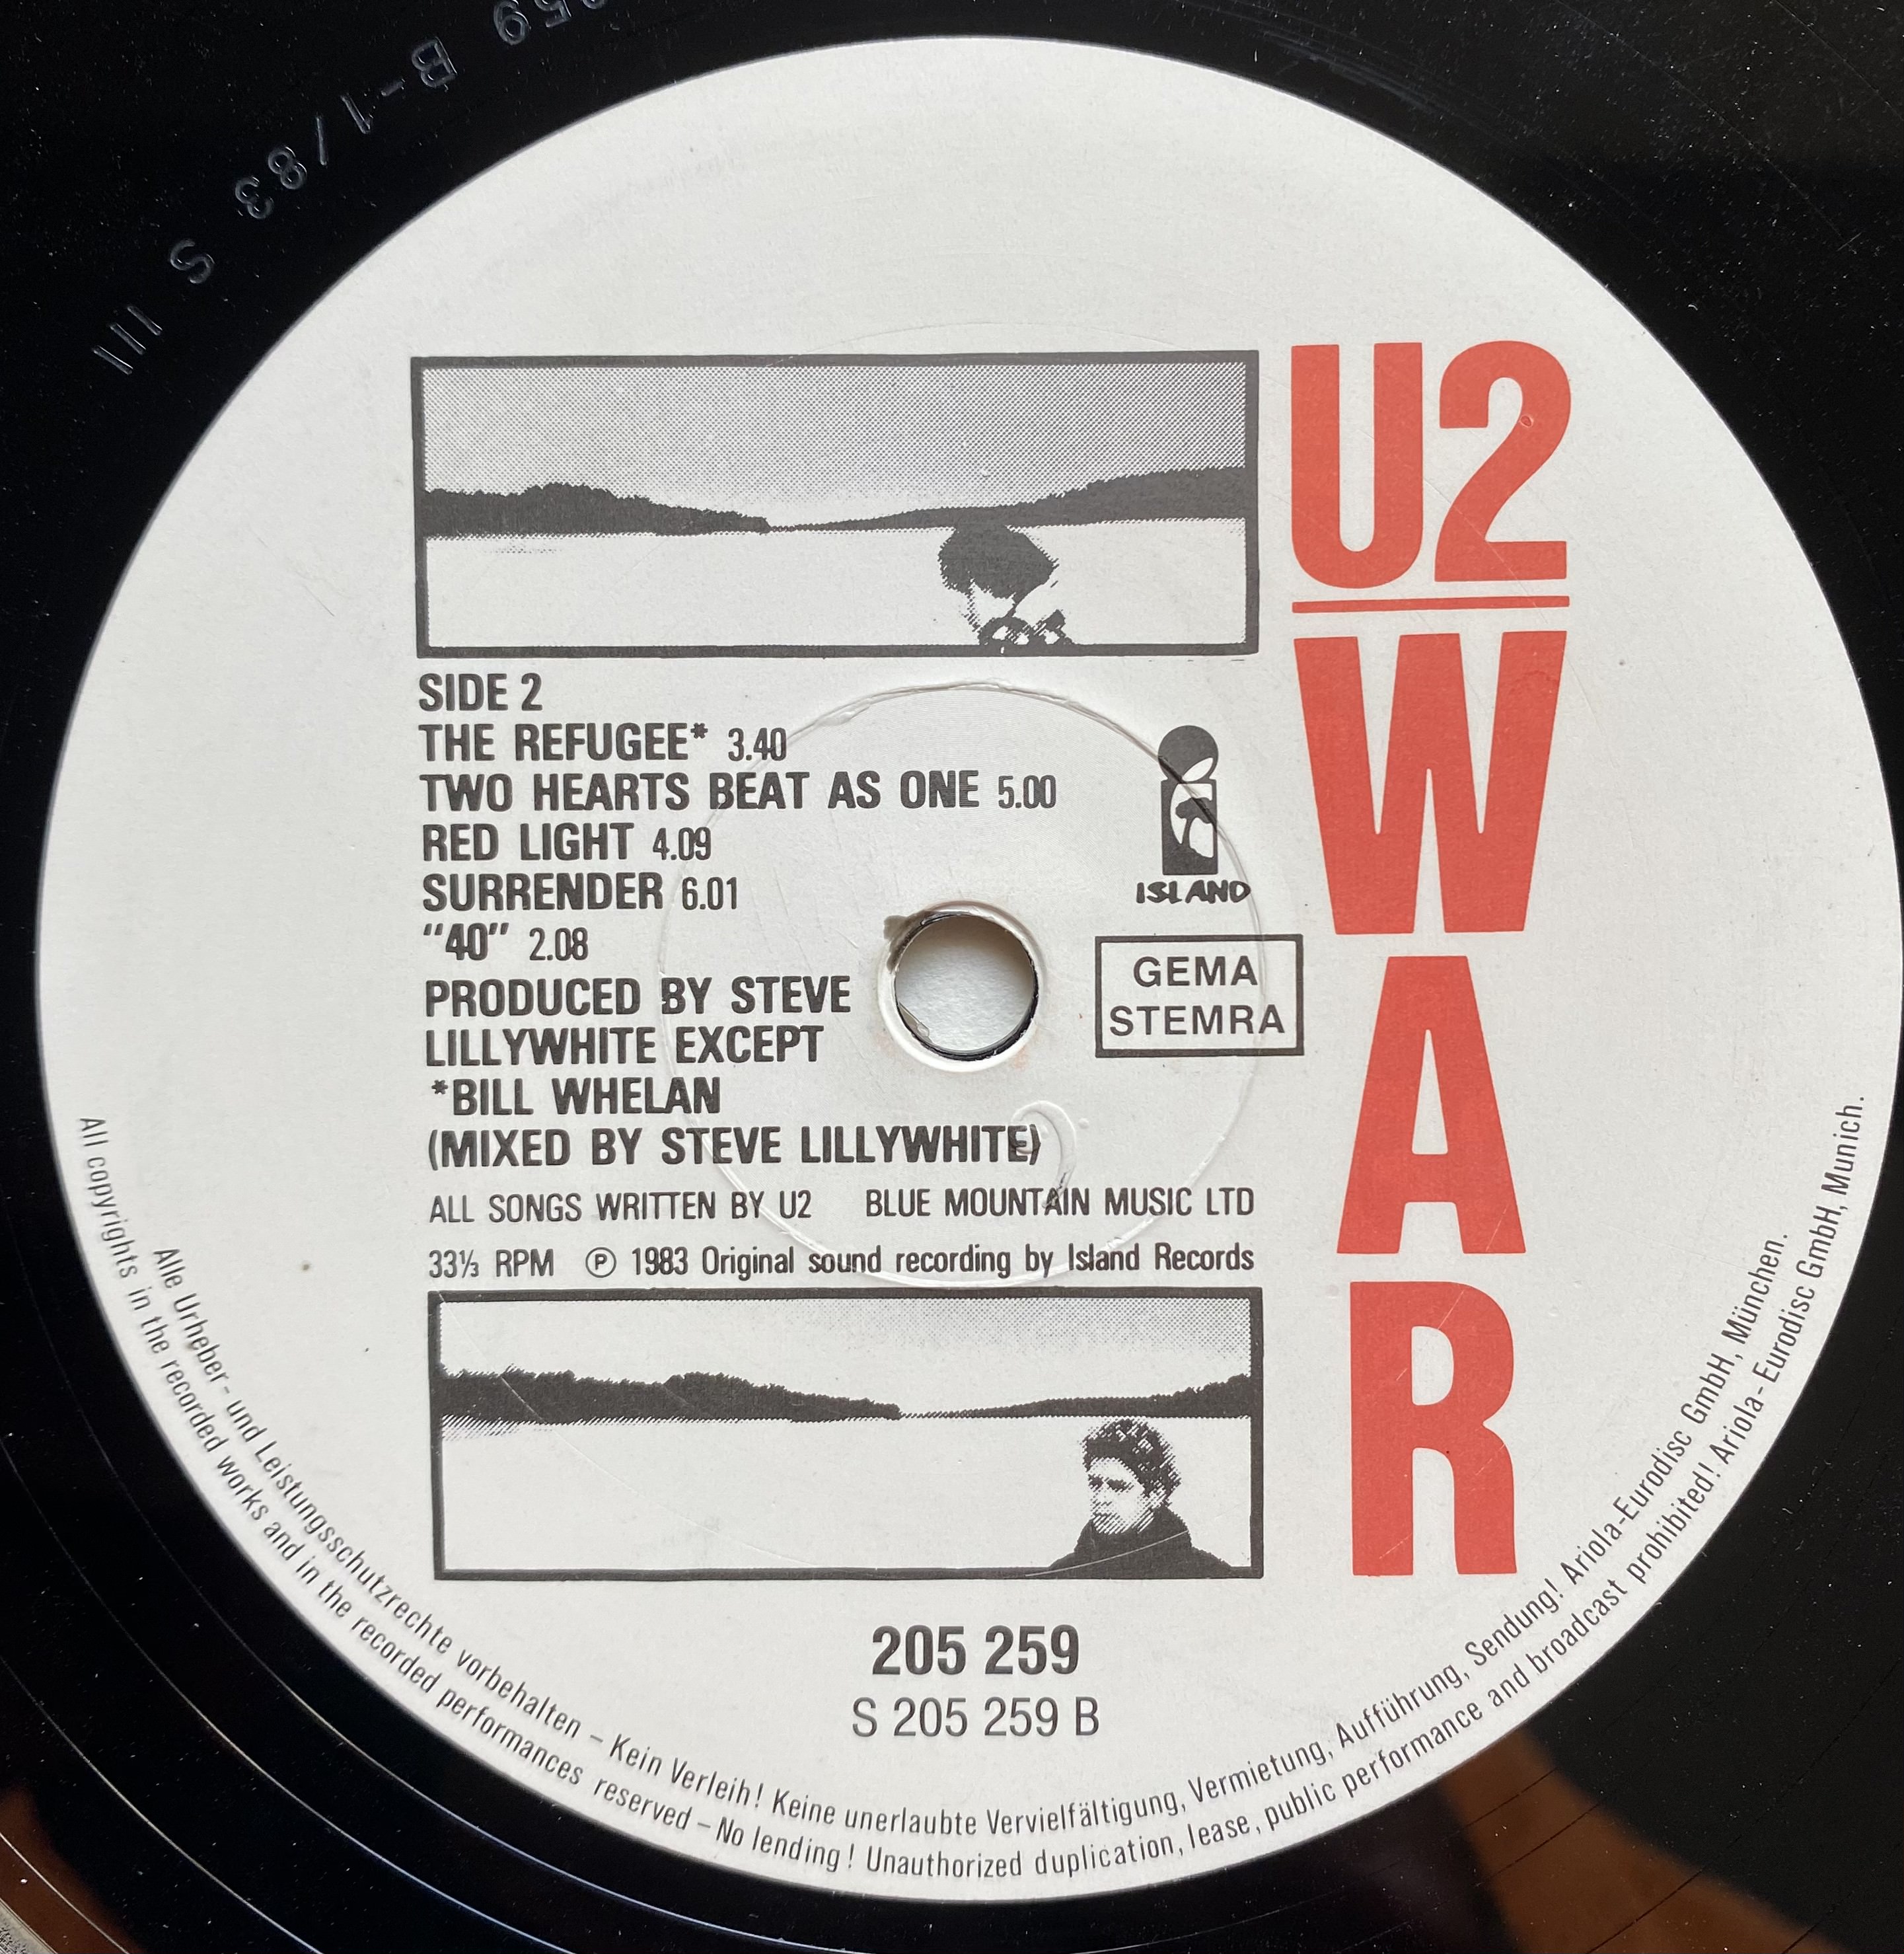 59 B-1/83 S III
U2
WAR
SIDE 2
THE REFUGEE* 3.40
TWO HEARTS BEAT AS ONE 5.00
RED LIGHT 4.09
SURRENDER 6.01
“40” 2.08
PRODUCED BY STEVE
LILLYWHITE EXCEPT
*BILL WHELAN
(MIXED BY STEVE LILLYWHITE)
ISLAND
GEMA
STEMRA
ALL SONGS WRITTEN BY U2 BLUE MOUNTAIN MUSIC LTD
33⅓ RPM Ⓟ 1983 Original sound recording by Island Records
205 259
S 205 259 B
Alle Urheber- und Leistungsschutzrechte vorbehalten – Kein Verleih! Keine unerlaubte Vervielfältigung, Vermietung, Aufführung, Sendung! Ariola-Eurodisc GmbH, München.
All copyrights in the recorded works and in the recorded performances reserved – No lending! Unauthorized duplication, lease, public performance and broadcast prohibited! Ariola-Eurodisc GmbH, Munich.